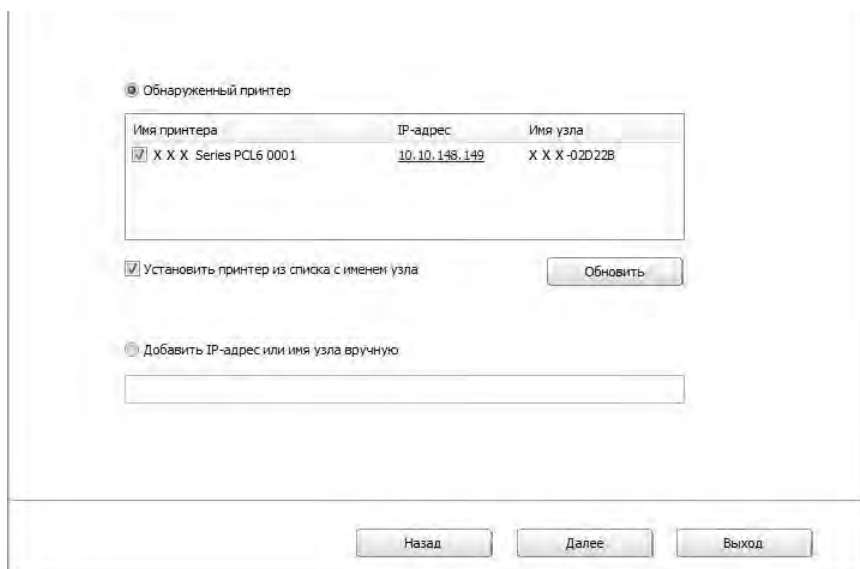 Обнаруженный принтер
Имя принтера IP-адрес Имя узла
X X X Series PCL6 0001 10.10.148.149 X X X-02D22B
Установить принтер из списка с именем узла Обновить
Добавить IP-адрес или имя узла вручную
Назад Далее Выход